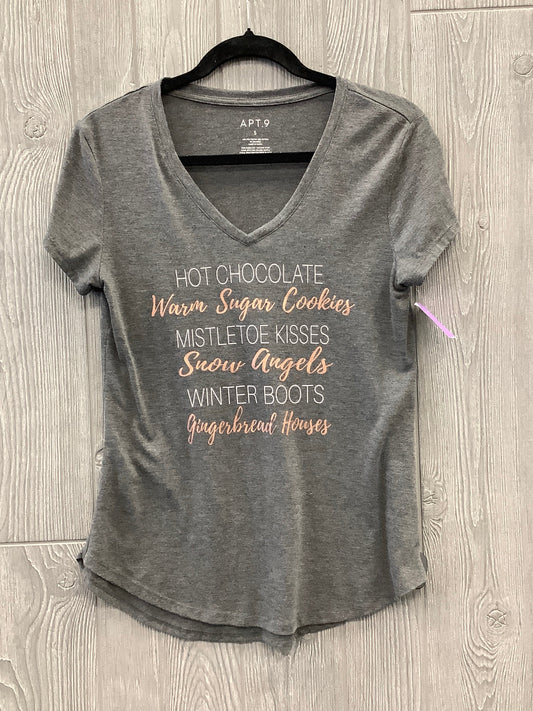 APT.9
S
HOT CHOCOLATE
Warm Sugar Cookies
MISTLETOE KISSES
Snow Angels
WINTER BOOTS
Gingerbread Houses